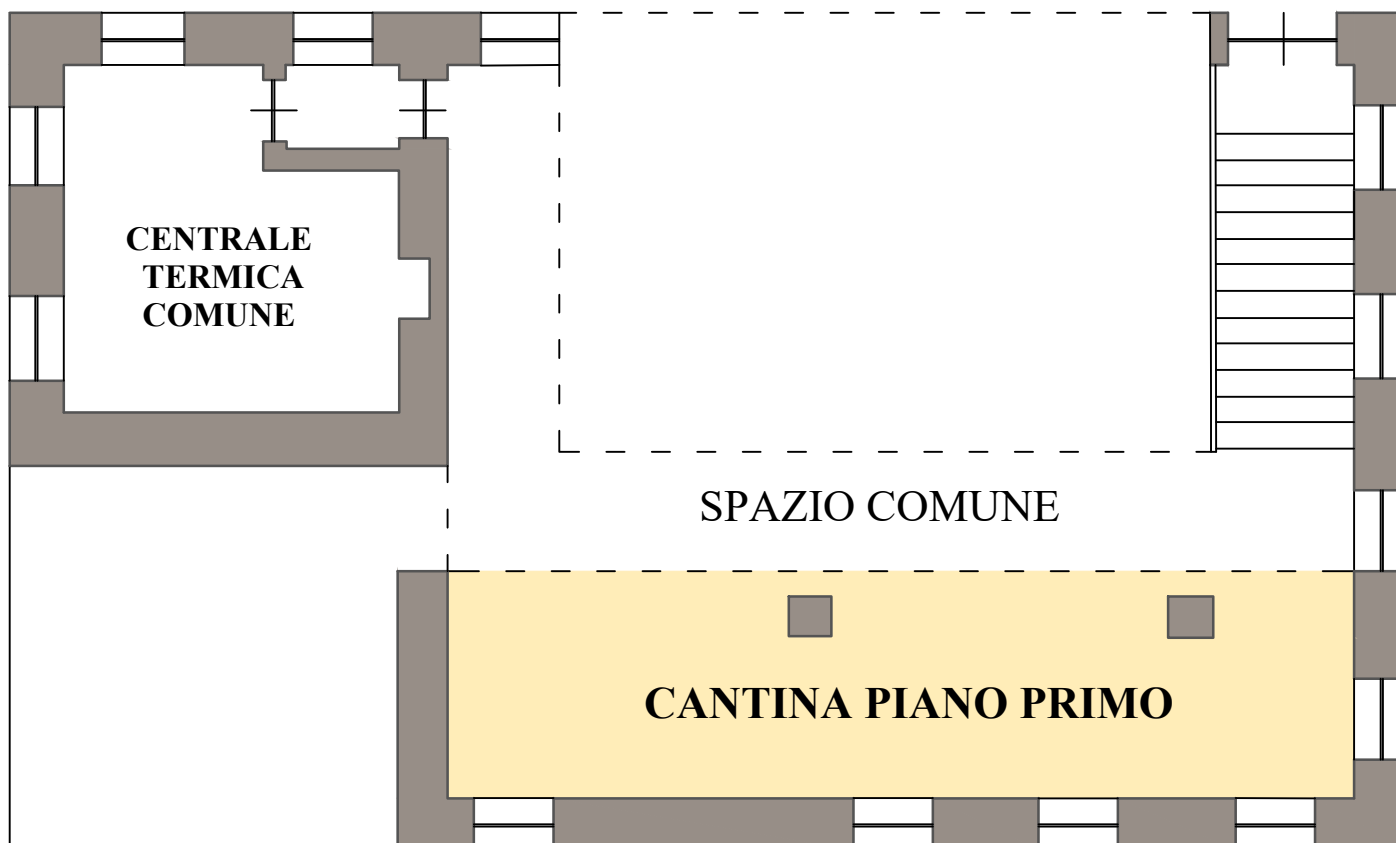 CENTRALE
TERMICA
COMUNE
SPAZIO COMUNE
CANTINA PIANO PRIMO